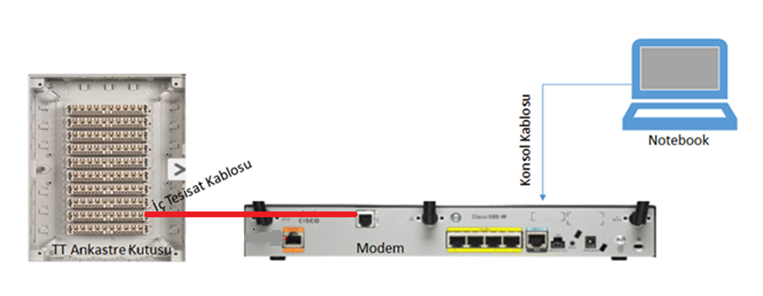 Notebook
Konsol Kablosu
İç Tesisat Kablosu
CISCO
Modem
TT Ankastre Kutusu